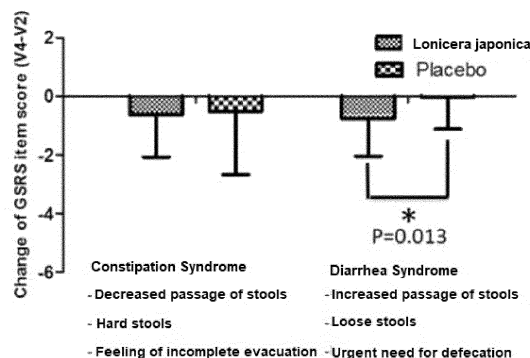 Change of GSRS item score (V4-V2)
2
0
-2
-4
-6
Lonicera japonica
Placebo
*
P=0.013
Constipation Syndrome
-Decreased passage of stools
-Hard stools
-Feeling of incomplete evacuation
Diarrhea Syndrome
-Increased passage of stools
-Loose stools
-Urgent need for defecation